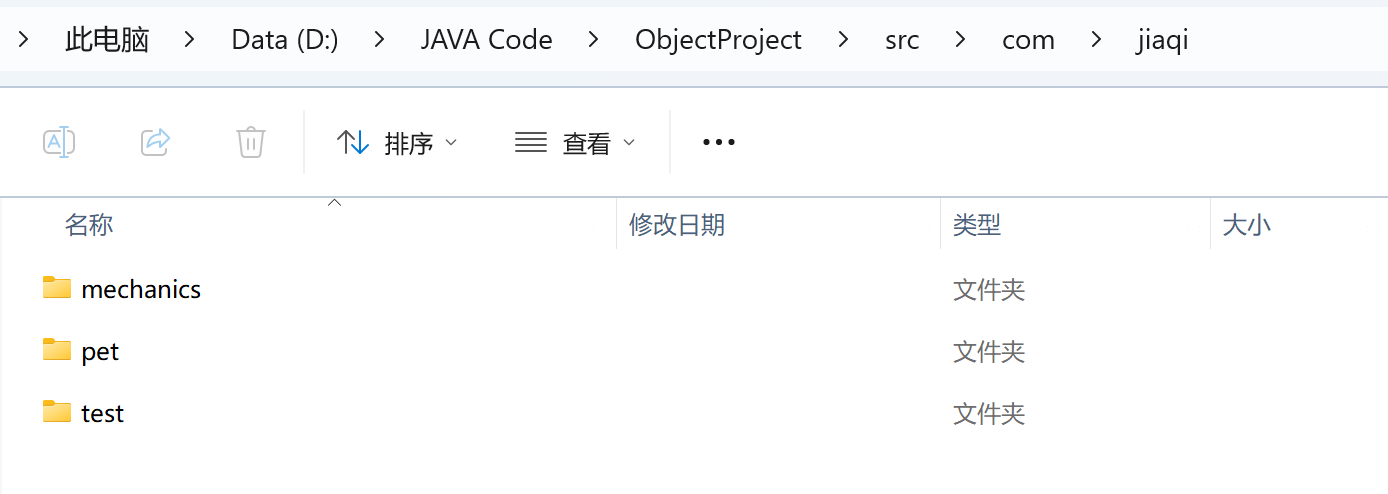 此电脑 > Data (D:) > JAVA Code > ObjectProject > src > com > jiaqi
排序 查看 •••
名称 修改日期 类型 大小
mechanics 文件夹
pet 文件夹
test 文件夹